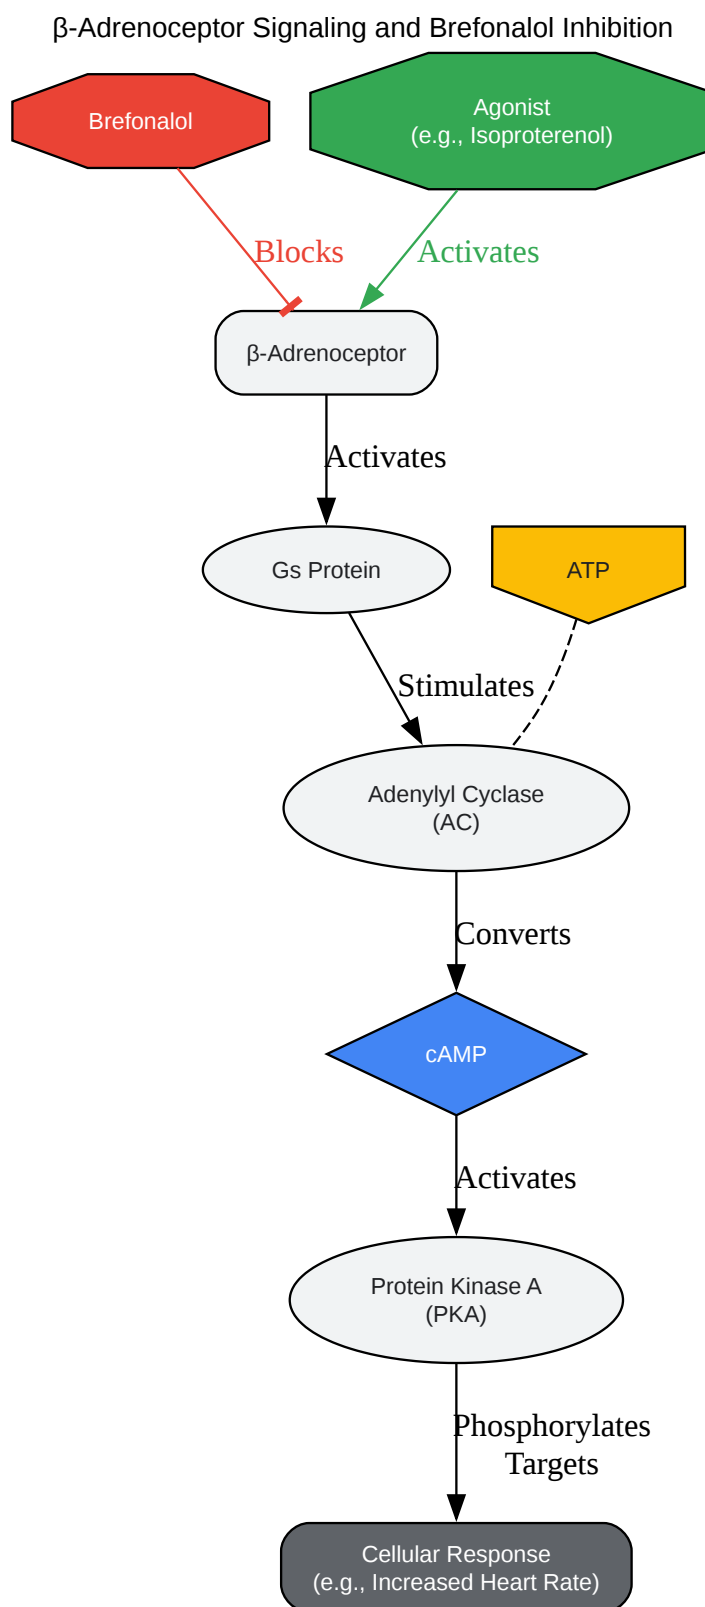 β-Adrenoceptor Signaling and Brefonalol Inhibition
Brefonalol
Agonist
(e.g., Isoproterenol)
Blocks
Activates
β-Adrenoceptor
Activates
Gs Protein
ATP
Stimulates
Adenylyl Cyclase
(AC)
Converts
cAMP
Activates
Protein Kinase A
(PKA)
Phosphorylates
Targets
Cellular Response
(e.g., Increased Heart Rate)